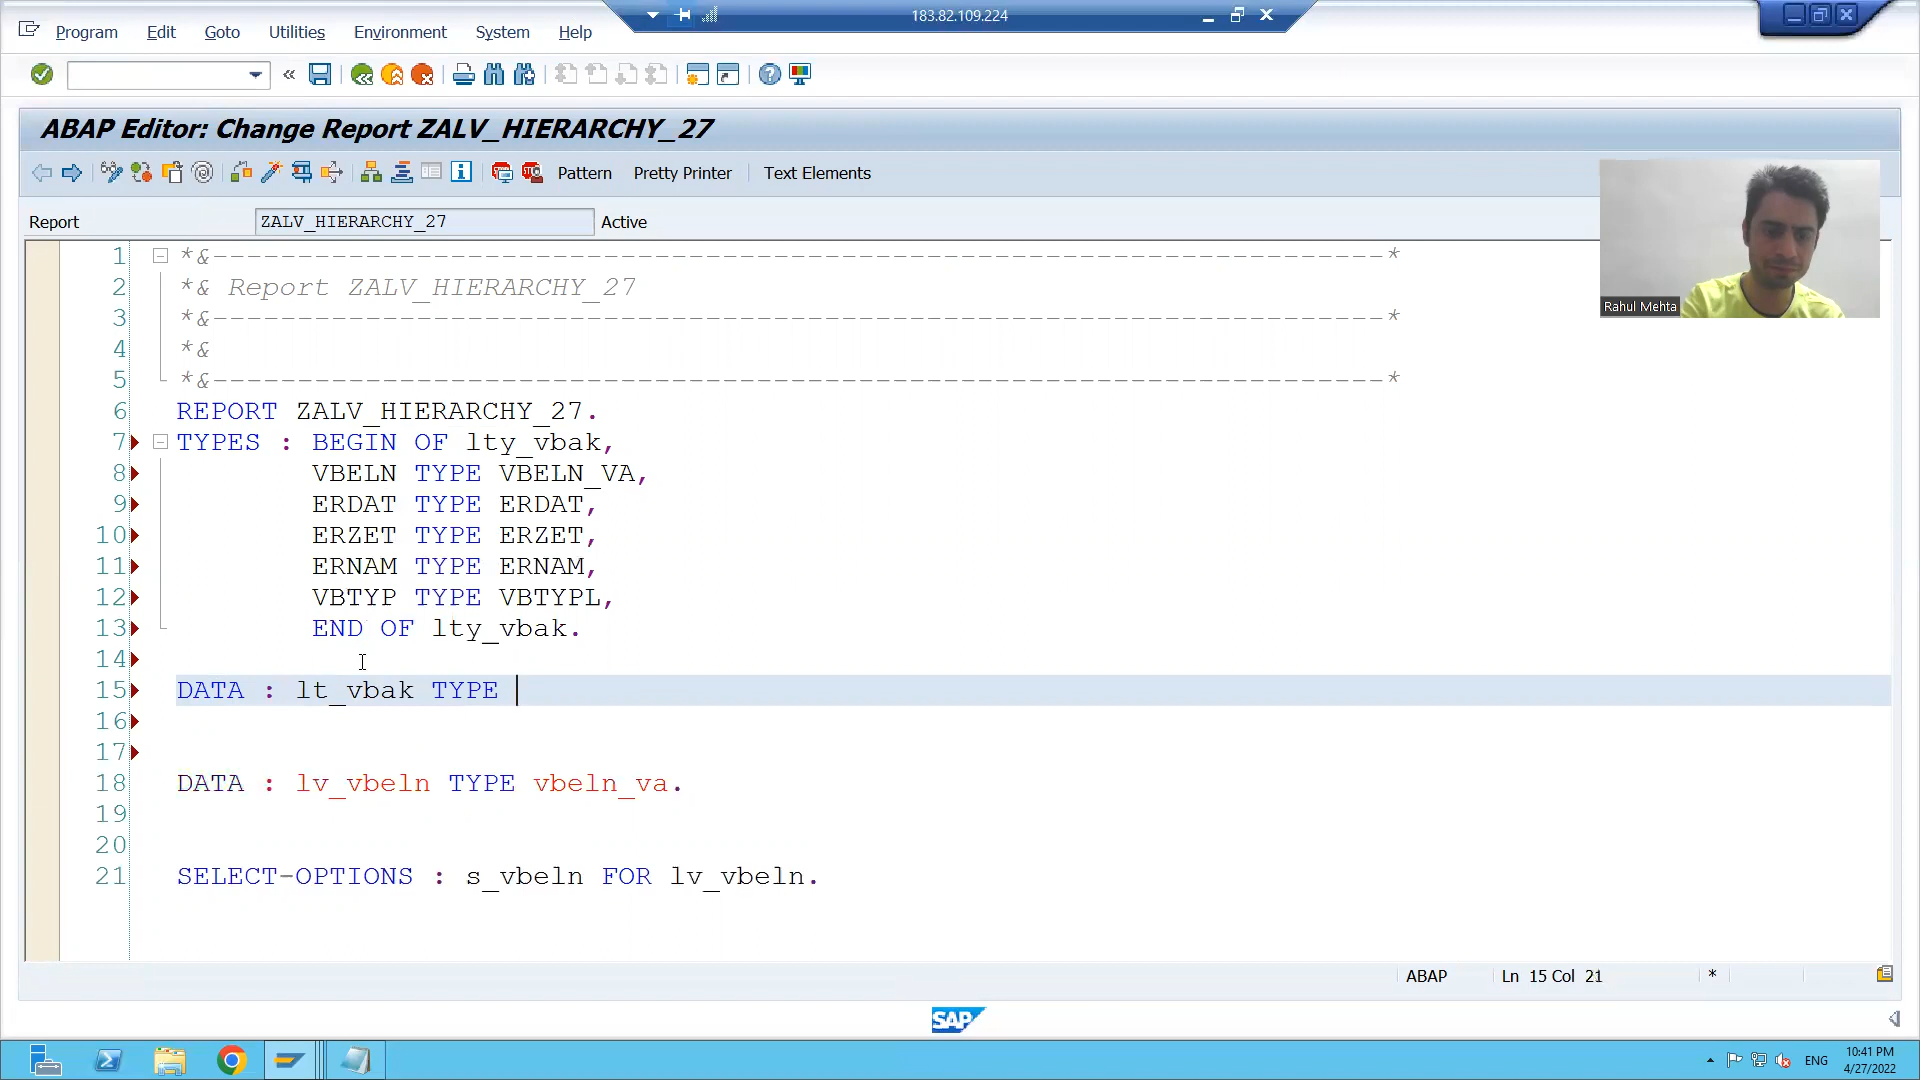 183.82.109.224
Program Edit Goto Utilities Environment System Help
ABAP Editor: Change Report ZALV_HIERARCHY_27
Pattern Pretty Printer Text Elements
Report ZALV_HIERARCHY_27 Active
Rahul Mehta
1 *&---------------------------------------------------------------------*
2 *& Report ZALV_HIERARCHY_27
3 *&---------------------------------------------------------------------*
4 *&
5 *&---------------------------------------------------------------------*
6 REPORT ZALV_HIERARCHY_27.
7 TYPES : BEGIN OF lty_vbak,
8 VBELN TYPE VBELN_VA,
9 ERDAT TYPE ERDAT,
10 ERZET TYPE ERZET,
11 ERNAM TYPE ERNAM,
12 VBTYP TYPE VBTYPL,
13 END OF lty_vbak.
14
15 DATA : lt_vbak TYPE
16
17
18 DATA : lv_vbeln TYPE vbeln_va.
19
20
21 SELECT-OPTIONS : s_vbeln FOR lv_vbeln.
ABAP Ln 15 Col 21 *
SAP
ENG 10:41 PM
4/27/2022